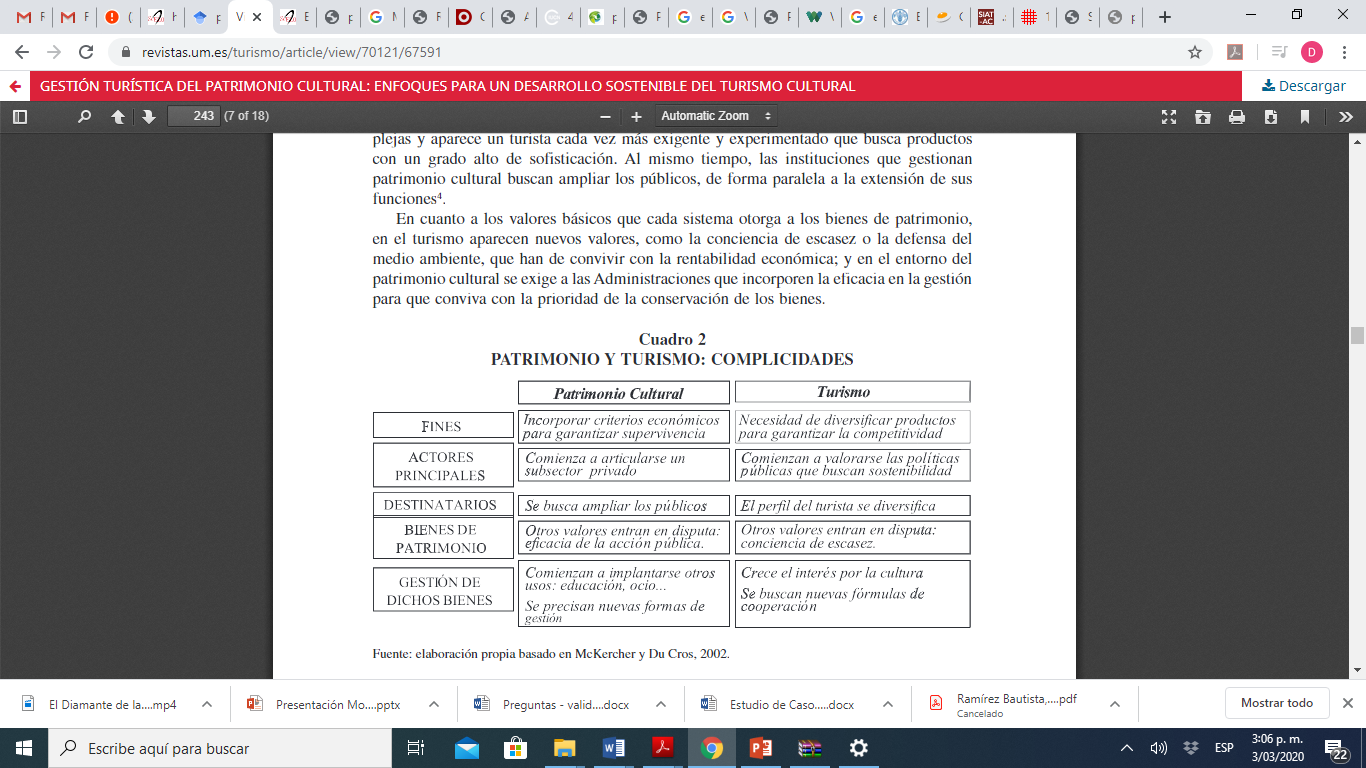 revistas.um.es/turismo/article/view/70121/67591
D
GESTIÓN TURÍSTICA DEL PATRIMONIO CULTURAL: ENFOQUES PARA UN DESARROLLO SOSTENIBLE DEL TURISMO CULTURAL
Descargar
243 (7 of 18)
Automatic Zoom
plejas y aparece un turista cada vez más exigente y experimentado que busca productos
con un grado alto de sofisticación. Al mismo tiempo, las instituciones que gestionan
patrimonio cultural buscan ampliar los públicos, de forma paralela a la extensión de sus
funciones⁴.
En cuanto a los valores básicos que cada sistema otorga a los bienes de patrimonio,
en el turismo aparecen nuevos valores, como la conciencia de escasez o la defensa del
medio ambiente, que han de convivir con la rentabilidad económica; y en el entorno del
patrimonio cultural se exige a las Administraciones que incorporen la eficacia en la gestión
para que conviva con la prioridad de la conservación de los bienes.
Cuadro 2
PATRIMONIO Y TURISMO: COMPLICIDADES
Patrimonio Cultural
Turismo
FINES
Incorporar criterios económicos
para garantizar supervivencia
Necesidad de diversificar productos
para garantizar la competitividad
ACTORES
PRINCIPALES
Comienza a articularse un
subsector privado
Comienzan a valorarse las políticas
públicas que buscan sostenibilidad
DESTINATARIOS
Se busca ampliar los públicos
El perfil del turista se diversifica
BIENES DE
PATRIMONIO
Otros valores entran en disputa:
eficacia de la acción pública.
Otros valores entran en disputa:
conciencia de escasez.
GESTIÓN DE
DICHOS BIENES
Comienzan a implantarse otros
usos: educación, ocio...
Se precisan nuevas formas de
gestión
Crece el interés por la cultura
Se buscan nuevas fórmulas de
cooperación
Fuente: elaboración propia basado en McKercher y Du Cros, 2002.
El Diamante de la....mp4
Presentación Mo....pptx
Preguntas - valid....docx
Estudio de Caso.....docx
Ramírez Bautista,....pdf
Cancelado
Mostrar todo
Escribe aquí para buscar
ESP
3:06 p. m.
3/03/2020
22